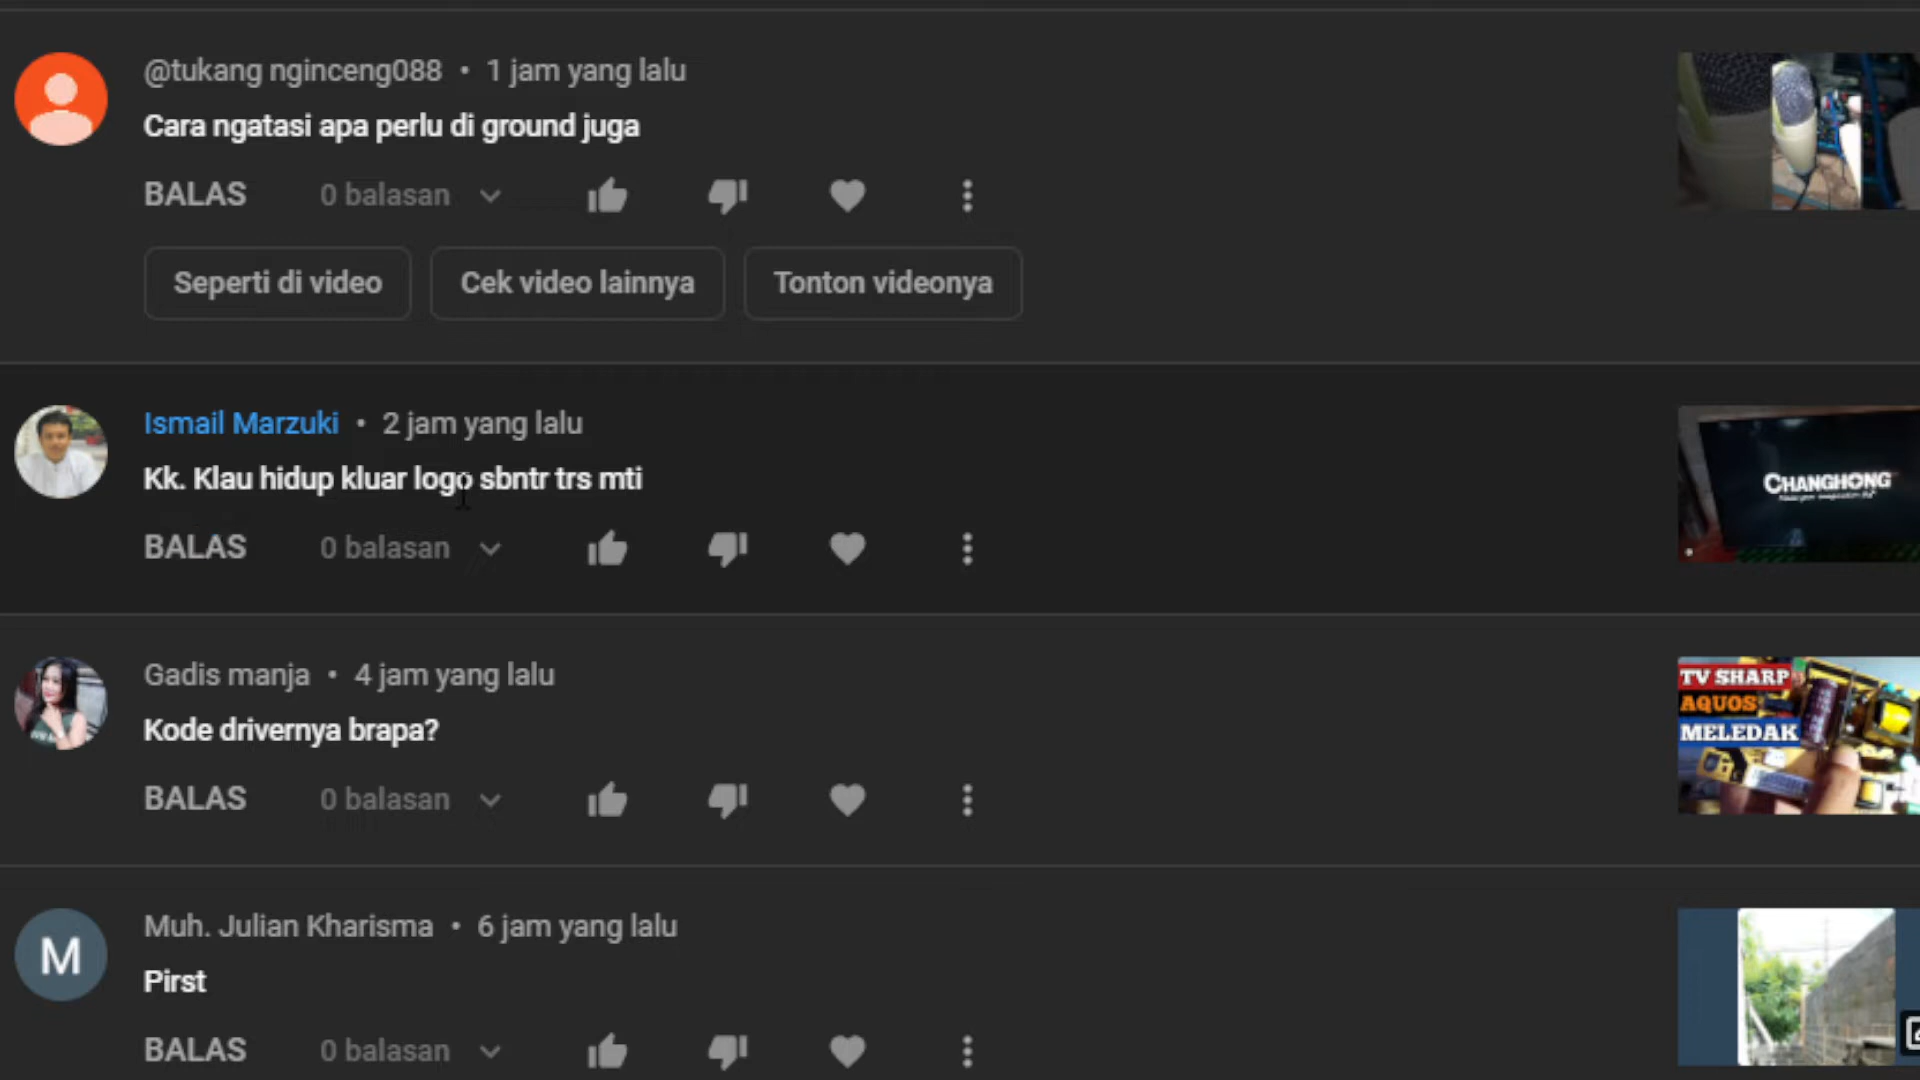 @tukang nginceng088 • 1 jam yang lalu
Cara ngatasi apa perlu di ground juga
BALAS 0 balasan
Seperti di video Cek video lainnya Tonton videonya
Ismail Marzuki • 2 jam yang lalu
Kk. Klau hidup kluar logo sbntr trs mti
CHANGHONG
BALAS 0 balasan
Gadis manja • 4 jam yang lalu
Kode drivernya brapa?
TV SHARP
AQUOS
MELEDAK
BALAS 0 balasan
M
Muh. Julian Kharisma • 6 jam yang lalu
Pirst
BALAS 0 balasan